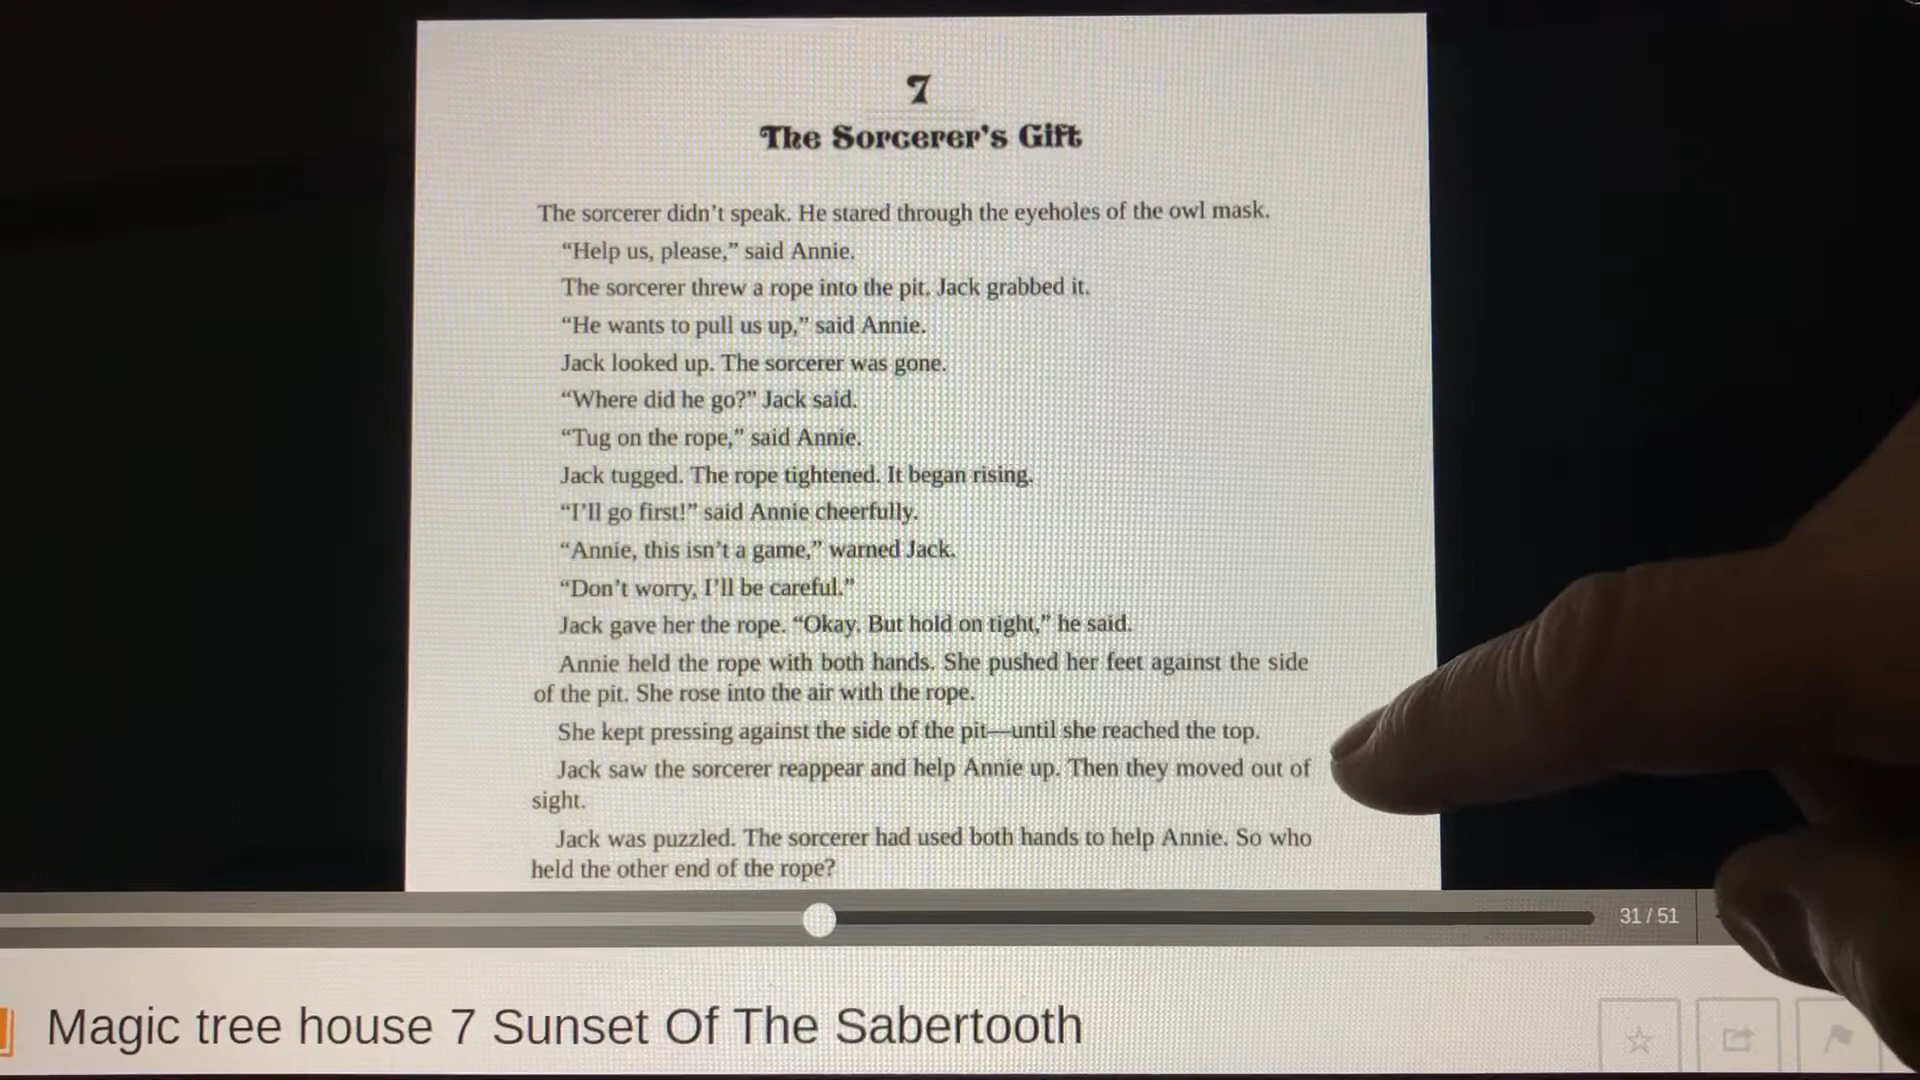 7
The Sorcerer's Gift
The sorcerer didn't speak. He stared through the eyeholes of the owl mask.
“Help us, please,” said Annie.
The sorcerer threw a rope into the pit. Jack grabbed it.
“He wants to pull us up,” said Annie.
Jack looked up. The sorcerer was gone.
“Where did he go?” Jack said.
“Tug on the rope,” said Annie.
Jack tugged. The rope tightened. It began rising.
“I’ll go first!” said Annie cheerfully.
“Annie, this isn’t a game,” warned Jack.
“Don’t worry, I’ll be careful.”
Jack gave her the rope. “Okay. But hold on tight,” he said.
Annie held the rope with both hands. She pushed her feet against the side
of the pit. She rose into the air with the rope.
She kept pressing against the side of the pit—until she reached the top.
Jack saw the sorcerer reappear and help Annie up. Then they moved out of
sight.
Jack was puzzled. The sorcerer had used both hands to help Annie. So who
held the other end of the rope?
31 / 51
Magic tree house 7 Sunset Of The Sabertooth